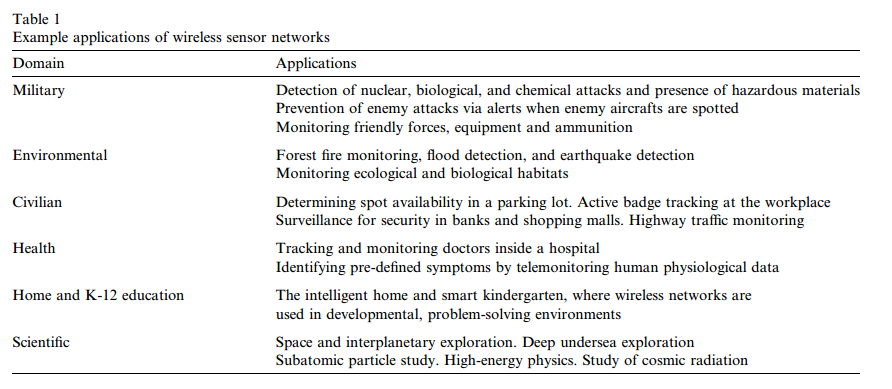 Table 1
Example applications of wireless sensor networks
Domain Applications
Military Detection of nuclear, biological, and chemical attacks and presence of hazardous materials
Prevention of enemy attacks via alerts when enemy aircrafts are spotted
Monitoring friendly forces, equipment and ammunition
Environmental Forest fire monitoring, flood detection, and earthquake detection
Monitoring ecological and biological habitats
Civilian Determining spot availability in a parking lot. Active badge tracking at the workplace
Surveillance for security in banks and shopping malls. Highway traffic monitoring
Health Tracking and monitoring doctors inside a hospital
Identifying pre-defined symptoms by telemonitoring human physiological data
Home and K-12 education The intelligent home and smart kindergarten, where wireless networks are
used in developmental, problem-solving environments
Scientific Space and interplanetary exploration. Deep undersea exploration
Subatomic particle study. High-energy physics. Study of cosmic radiation